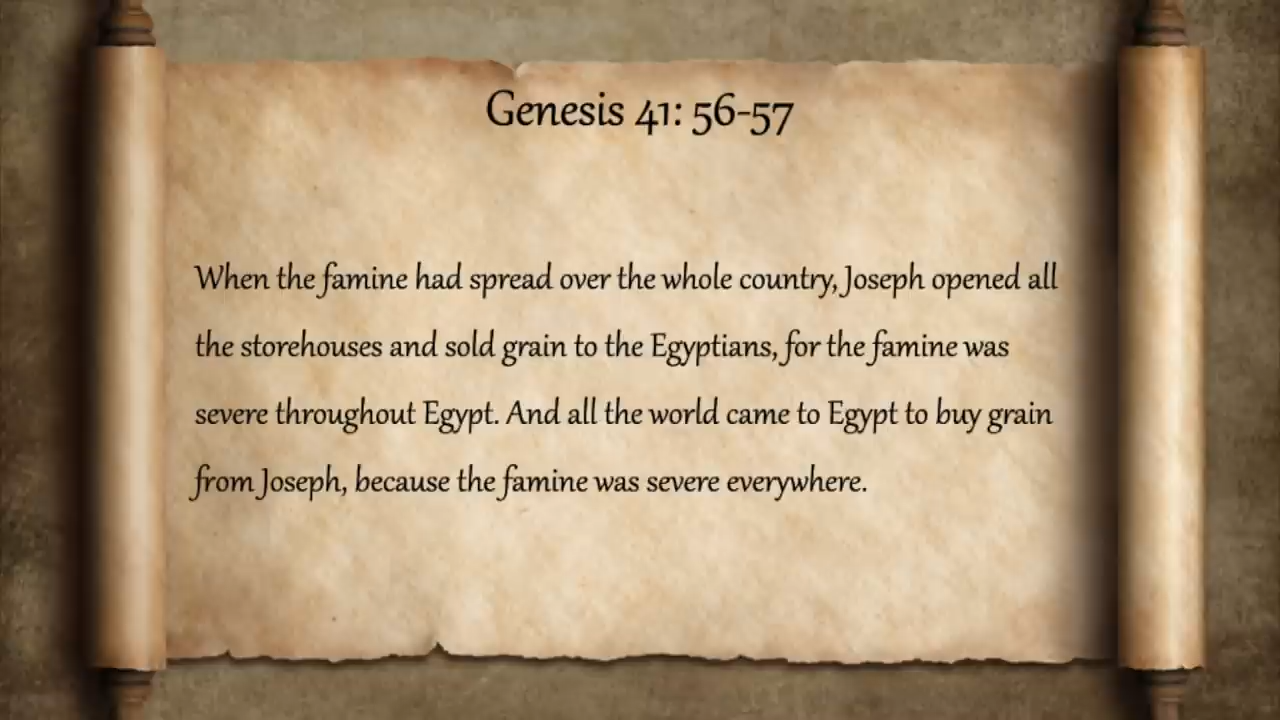 Genesis 41: 56-57
When the famine had spread over the whole country, Joseph opened all
the storehouses and sold grain to the Egyptians, for the famine was
severe throughout Egypt. And all the world came to Egypt to buy grain
from Joseph, because the famine was severe everywhere.